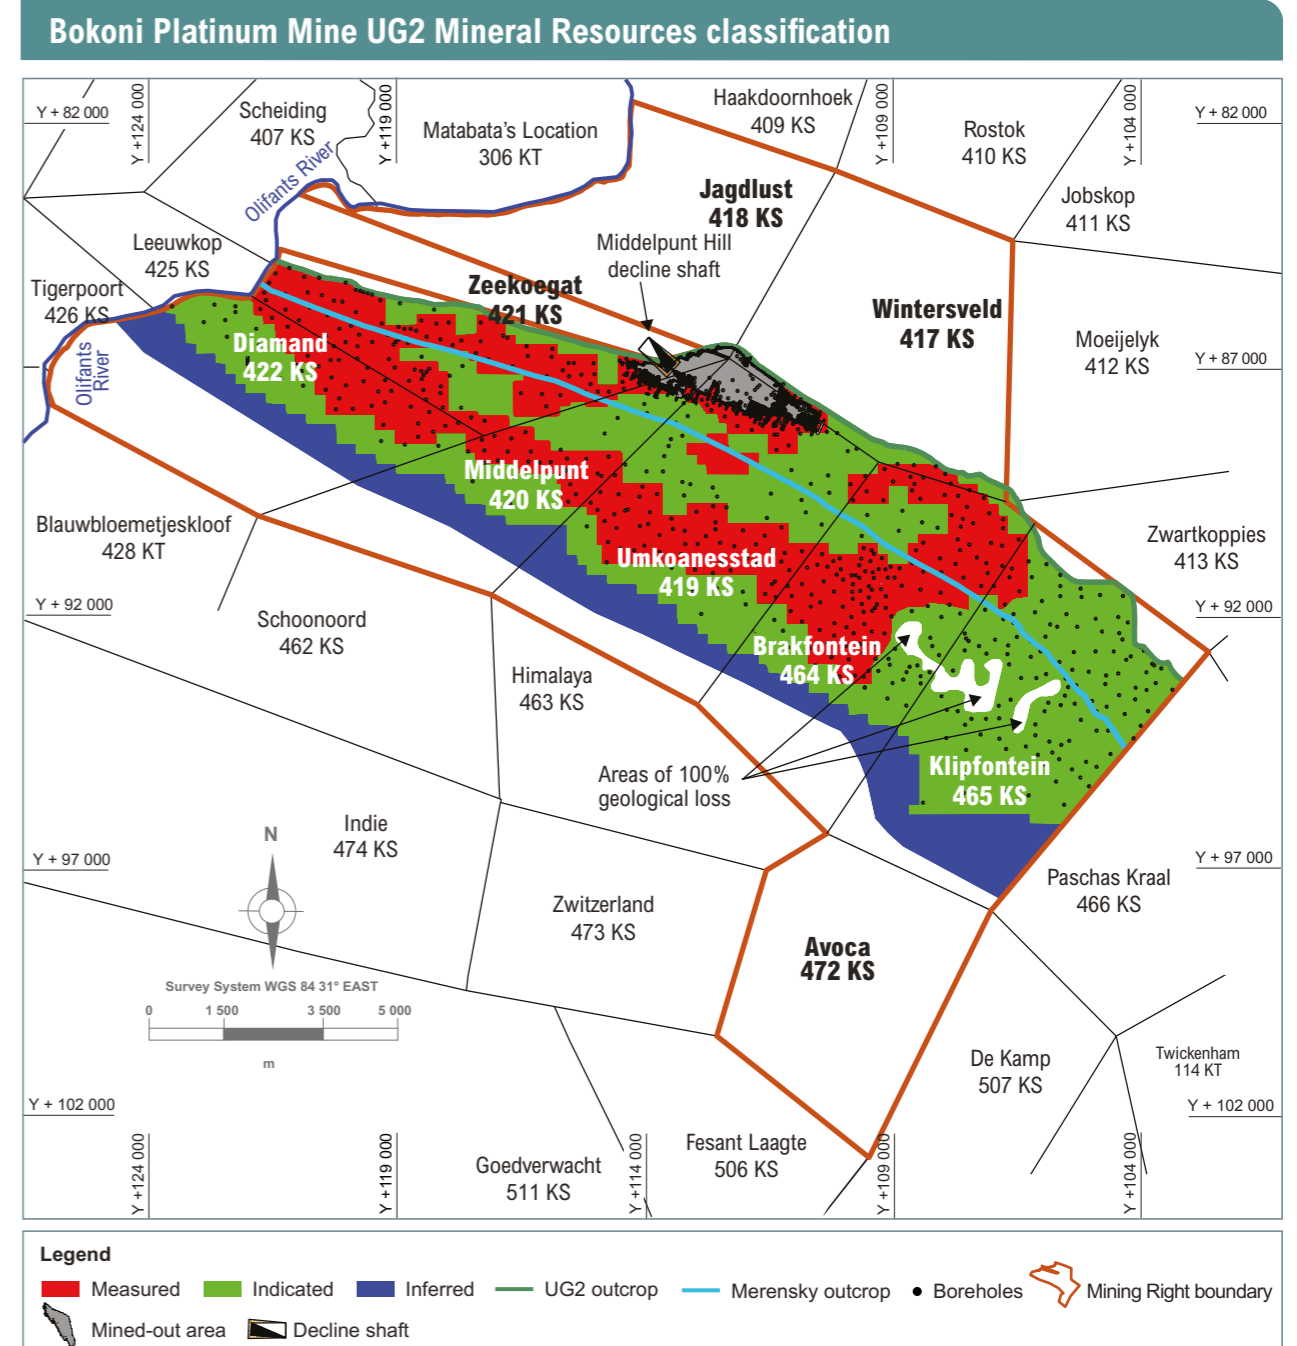 Bokoni Platinum Mine UG2 Mineral Resources classification
Y + 82 000
Y +124 000
Scheiding
407 KS
Y +119 000
Matabata's Location
306 KT
Haakdoornhoek
409 KS
Y +109 000
Rostok
410 KS
Y +104 000
Y + 82 000
Olifants River
Jagdlust
418 KS
Jobskop
411 KS
Leeuwkop
425 KS
Middelpunt Hill
decline shaft
Tigerpoort
426 KS
Zeekoegat
421 KS
Wintersveld
417 KS
Moeijelyk
412 KS
Y + 87 000
Olifants
River
Diamand
422 KS
Middelpunt
420 KS
Blauwbloemetjeskloof
428 KT
Zwartkoppies
413 KS
Umkoanesstad
419 KS
Y + 92 000
Y + 92 000
Schoonoord
462 KS
Brakfontein
464 KS
Himalaya
463 KS
Areas of 100%
geological loss
Klipfontein
465 KS
N
Indie
474 KS
Y + 97 000
Y + 97 000
Paschas Kraal
466 KS
Zwitzerland
473 KS
Avoca
472 KS
Survey System WGS 84 31° EAST
0 1 500 3 500 5 000
m
De Kamp
507 KS
Twickenham
114 KT
Y + 102 000
Y + 102 000
Y +124 000
Y +119 000
Goedverwacht
511 KS
Y +114 000
Fesant Laagte
506 KS
Y +109 000
Y +104 000
Legend
Measured Indicated Inferred UG2 outcrop Merensky outcrop Boreholes Mining Right boundary
Mined-out area Decline shaft